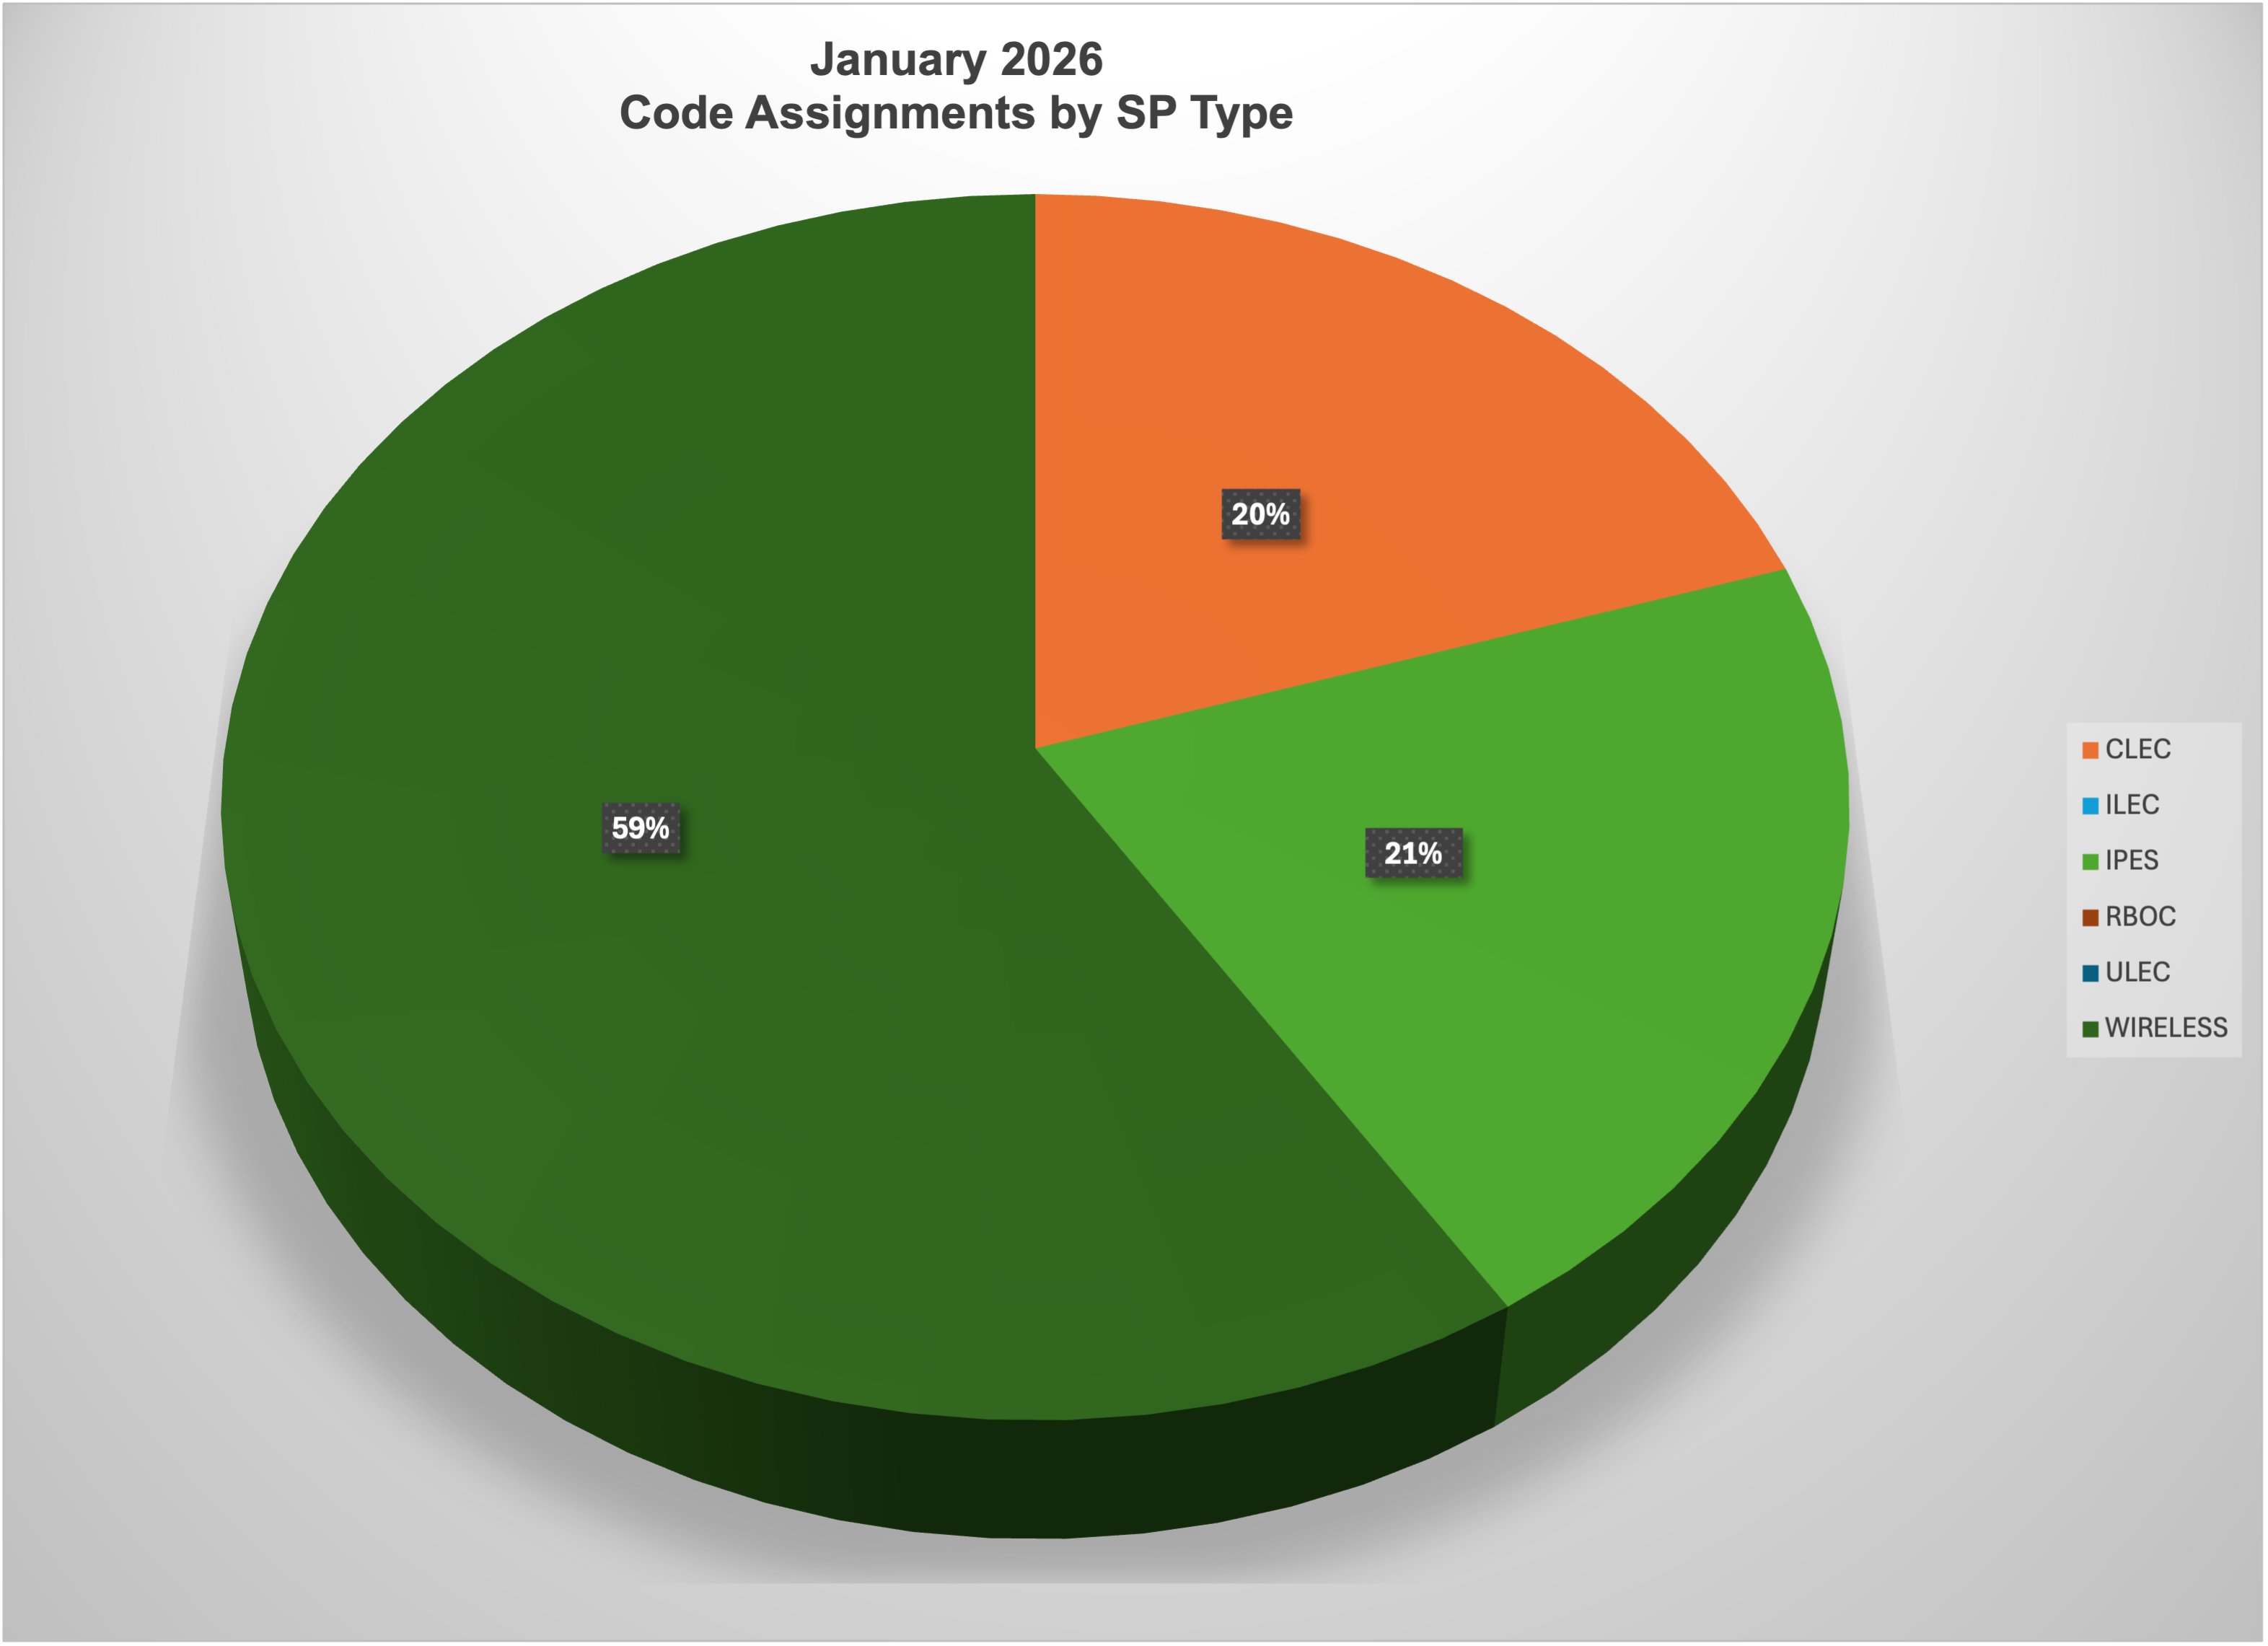 January 2026
Code Assignments by SP Type
20%
59%
21%
CLEC
ILEC
IPES
RBOC
ULEC
WIRELESS